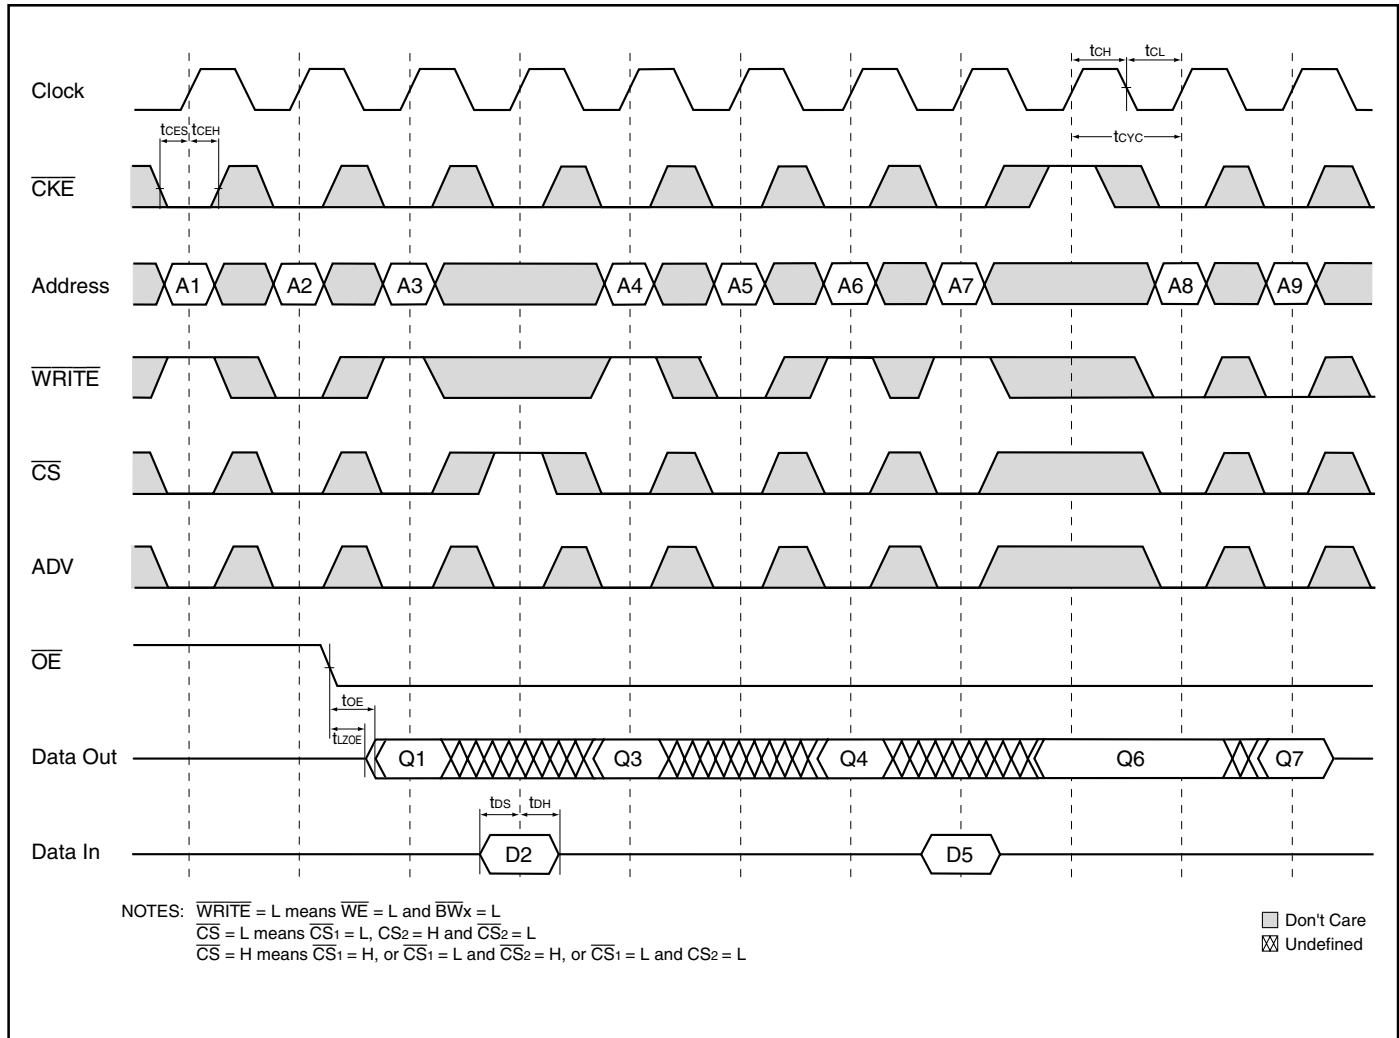 tCH tCL
Clock
tCES tCEH
tCYC
CKE
Address A1 A2 A3 A4 A5 A6 A7 A8 A9
WRITE
CS
ADV
OE
tOE
tLZOE
Data Out Q1 Q3 Q4 Q6 Q7
tDS tDH
Data In D2 D5
NOTES: WRITE = L means WE = L and BWx = L
CS = L means CS1 = L, CS2 = H and CS2 = L
CS = H means CS1 = H, or CS1 = L and CS2 = H, or CS1 = L and CS2 = L
Don't Care
Undefined